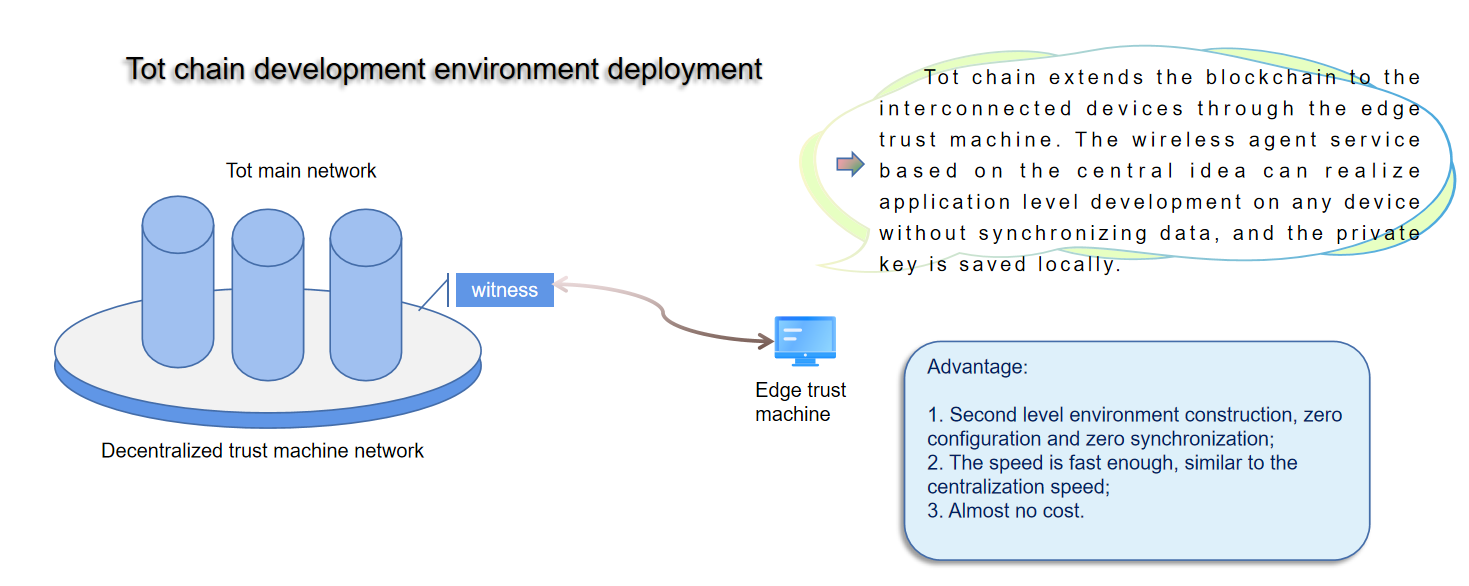 Tot chain development environment deployment
Tot main network
witness
Edge trust
machine
Decentralized trust machine network
Tot chain extends the blockchain to the
interconnected devices through the edge
trust machine. The wireless agent service
based on the central idea can realize
application level development on any device
without synchronizing data, and the private
key is saved locally.
Advantage:
1. Second level environment construction, zero
configuration and zero synchronization;
2. The speed is fast enough, similar to the
centralization speed;
3. Almost no cost.